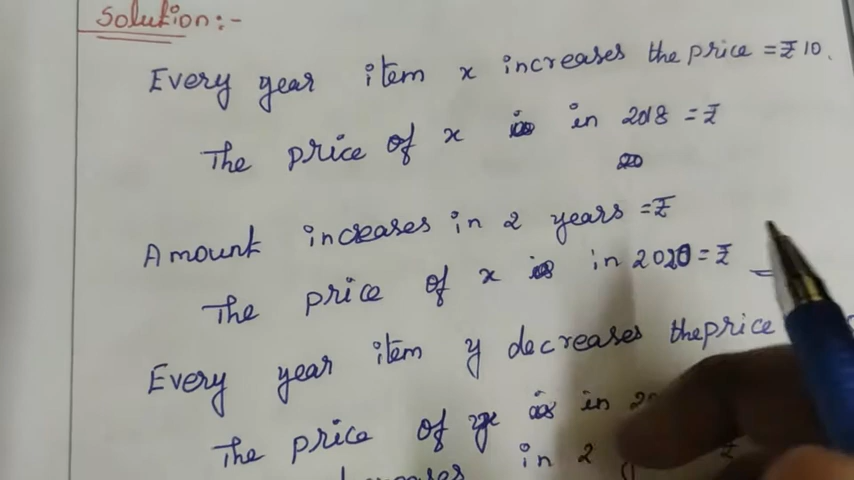 Solution:-
Every year item x increases the price = ₹ 10.
The price of x in 2018 = ₹
Amount increases in 2 years = ₹
The price of x in 2020 = ₹
Every year item y decreases the price
The price of in
in 2 ₹